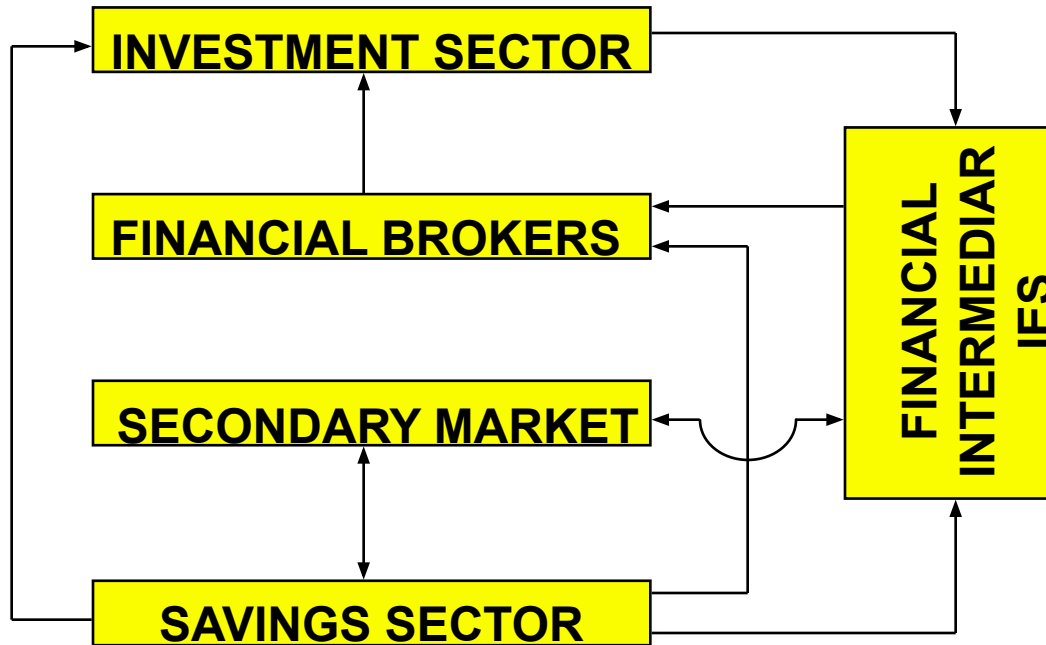 INVESTMENT SECTOR
FINANCIAL BROKERS
SECONDARY MARKET
SAVINGS SECTOR
FINANCIAL
INTERMEDIAR
IES